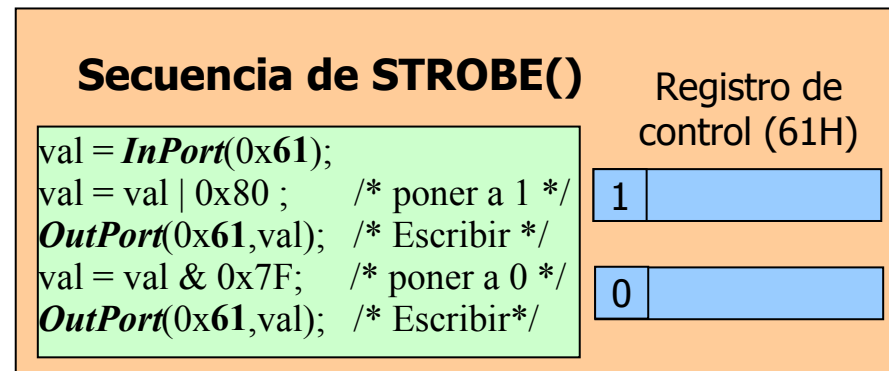 Secuencia de STROBE()
val = InPort(0x61);
val = val | 0x80 ; /* poner a 1 */
OutPort(0x61,val); /* Escribir */
val = val & 0x7F; /* poner a 0 */
OutPort(0x61,val); /* Escribir*/
Registro de
control (61H)
1
0